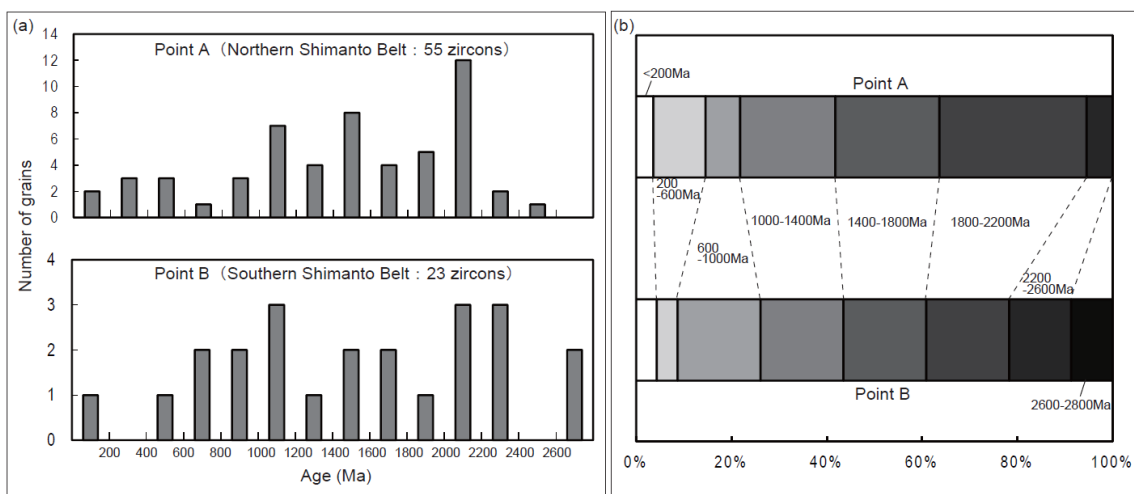 (a)
Point A（Northern Shimanto Belt：55 zircons）
14
12
10
8
6
4
2
0
Number of grains
Point B（Southern Shimanto Belt：23 zircons）
4
3
2
1
0
200 400 600 800 1000 1200 1400 1600 1800 2000 2200 2400 2600
Age (Ma)
(b)
<200Ma
Point A
200
-600Ma
600
-1000Ma
1000-1400Ma
1400-1800Ma
1800-2200Ma
2200
-2600Ma
Point B
2600-2800Ma
0% 20% 40% 60% 80% 100%